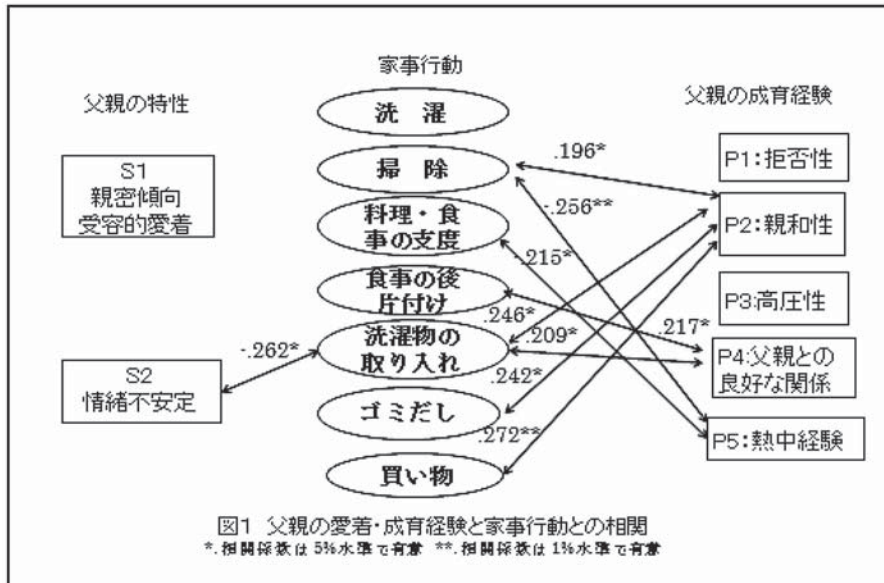 家事行動
父親の特性
父親の成育経験
洗 濯
掃 除
料理・食
事の支度
食事の後
片付け
洗濯物の
取り入れ
ゴミだし
買い物
S1
親密傾向
受容的愛着
S2
情緒不安定
P1:拒否性
P2:親和性
P3:高圧性
P4:父親との
良好な関係
P5:熱中経験
.196*
-.256**
-.215*
.246*
.209*
.217*
-.262*
.242*
.272**
図1 父親の愛着・成育経験と家事行動との相関
*.相関係数は5%水準で有意 **.相関係数は1%水準で有意